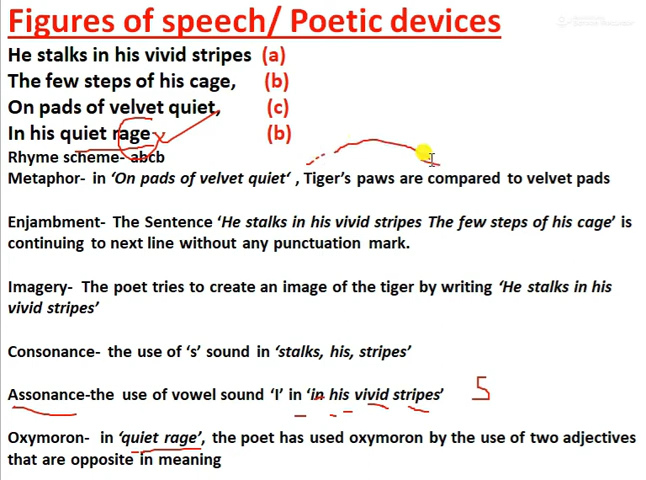 Figures of speech/ Poetic devices
He stalks in his vivid stripes (a)
The few steps of his cage, (b)
On pads of velvet quiet, (c)
In his quiet rage (b)
Rhyme scheme- abcb
Metaphor- in 'On pads of velvet quiet' , Tiger's paws are compared to velvet pads
Enjambment- The Sentence 'He stalks in his vivid stripes The few steps of his cage' is
continuing to next line without any punctuation mark.
Imagery- The poet tries to create an image of the tiger by writing 'He stalks in his
vivid stripes'
Consonance- the use of 's' sound in 'stalks, his, stripes'
Assonance-the use of vowel sound 'I' in 'in his vivid stripes' 5
Oxymoron- in 'quiet rage', the poet has used oxymoron by the use of two adjectives
that are opposite in meaning